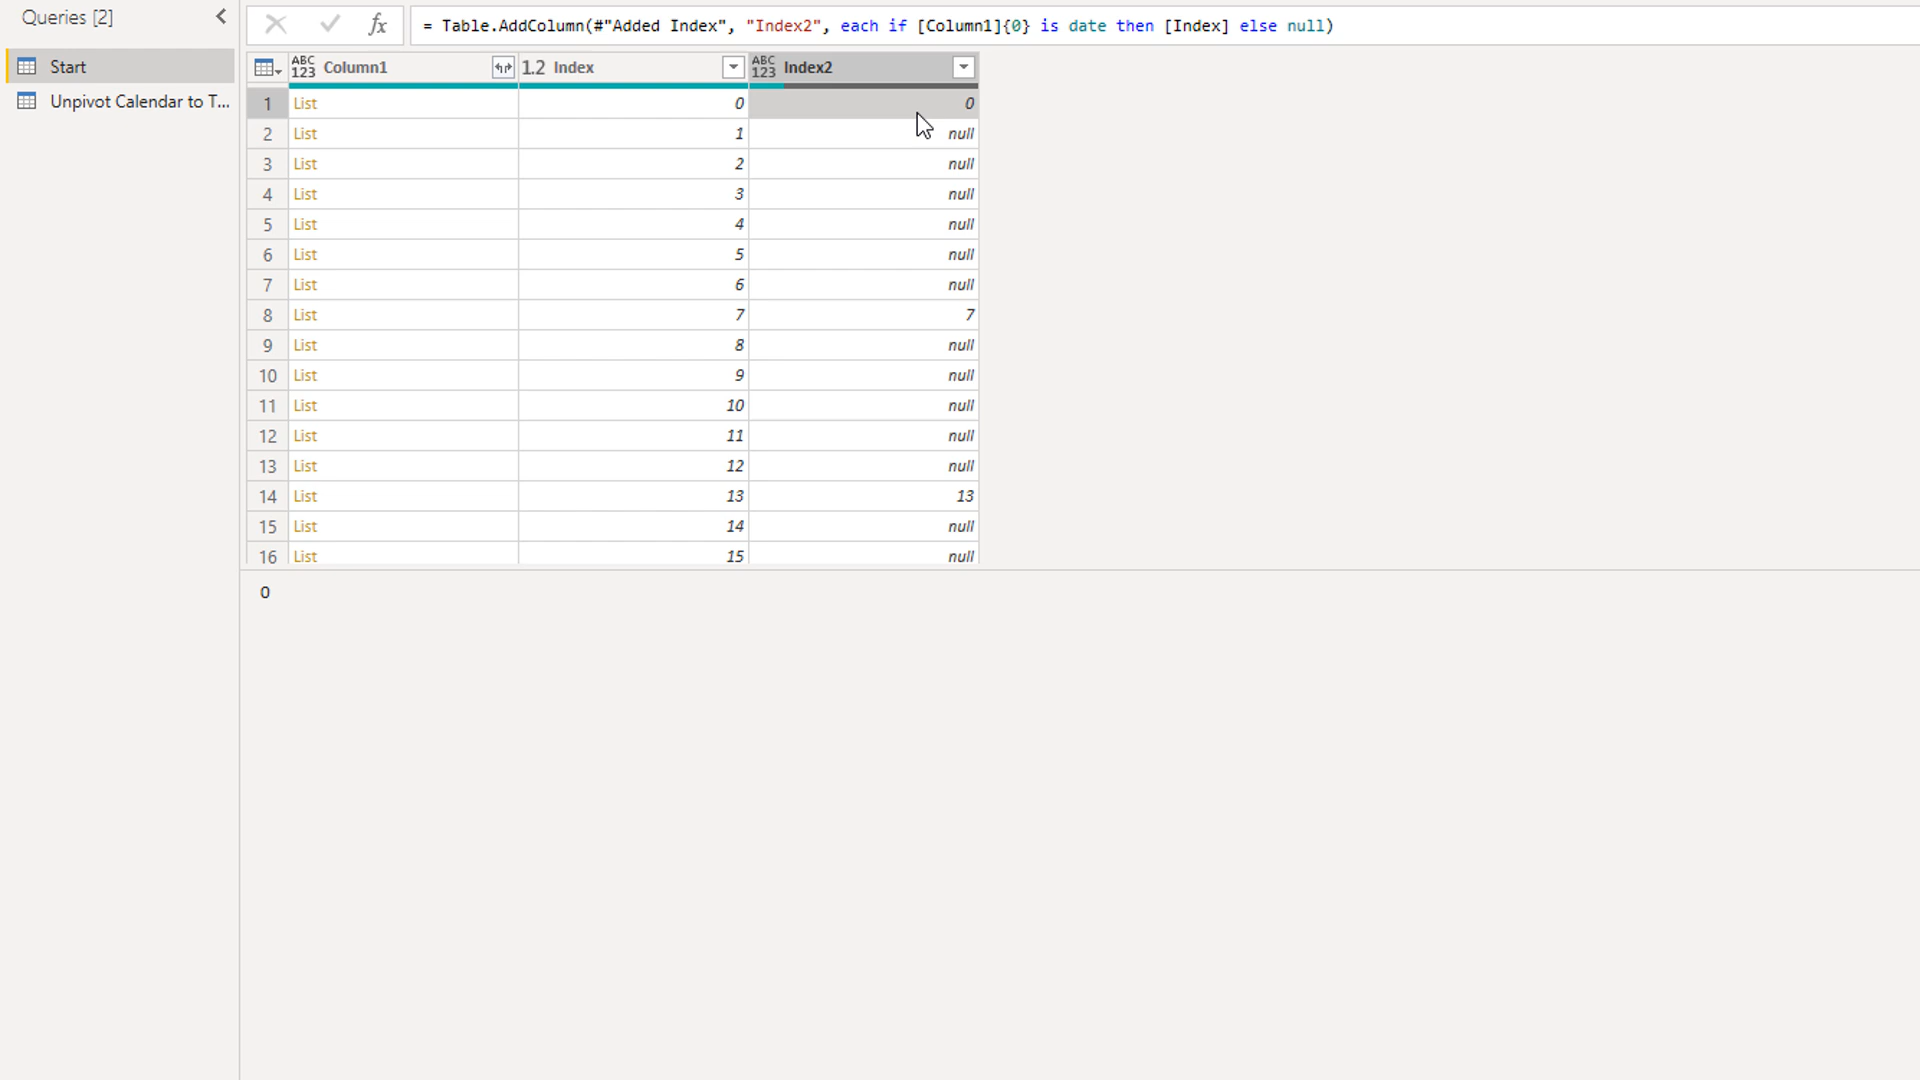 Queries [2]
Start
Unpivot Calendar to T...
fx
= Table.AddColumn(#"Added Index", "Index2", each if [Column1]{0} is date then [Index] else null)
ABC 123 Column1 1.2 Index ABC 123 Index2
1 List 0 0
2 List 1 null
3 List 2 null
4 List 3 null
5 List 4 null
6 List 5 null
7 List 6 null
8 List 7 7
9 List 8 null
10 List 9 null
11 List 10 null
12 List 11 null
13 List 12 null
14 List 13 13
15 List 14 null
16 List 15 null
0